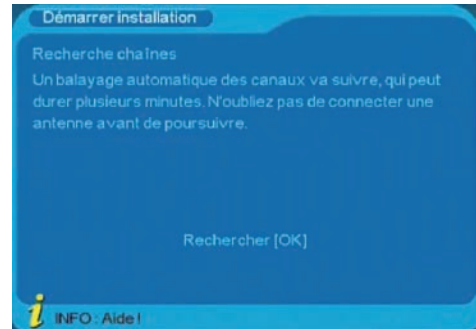 Démarrer installation
Recherche chaînes
Un balayage automatique des canaux va suivre, qui peut
durer plusieurs minutes. N'oubliez pas de connecter une
antenne avant de poursuivre.
Rechercher [OK]
i INFO : Aide !